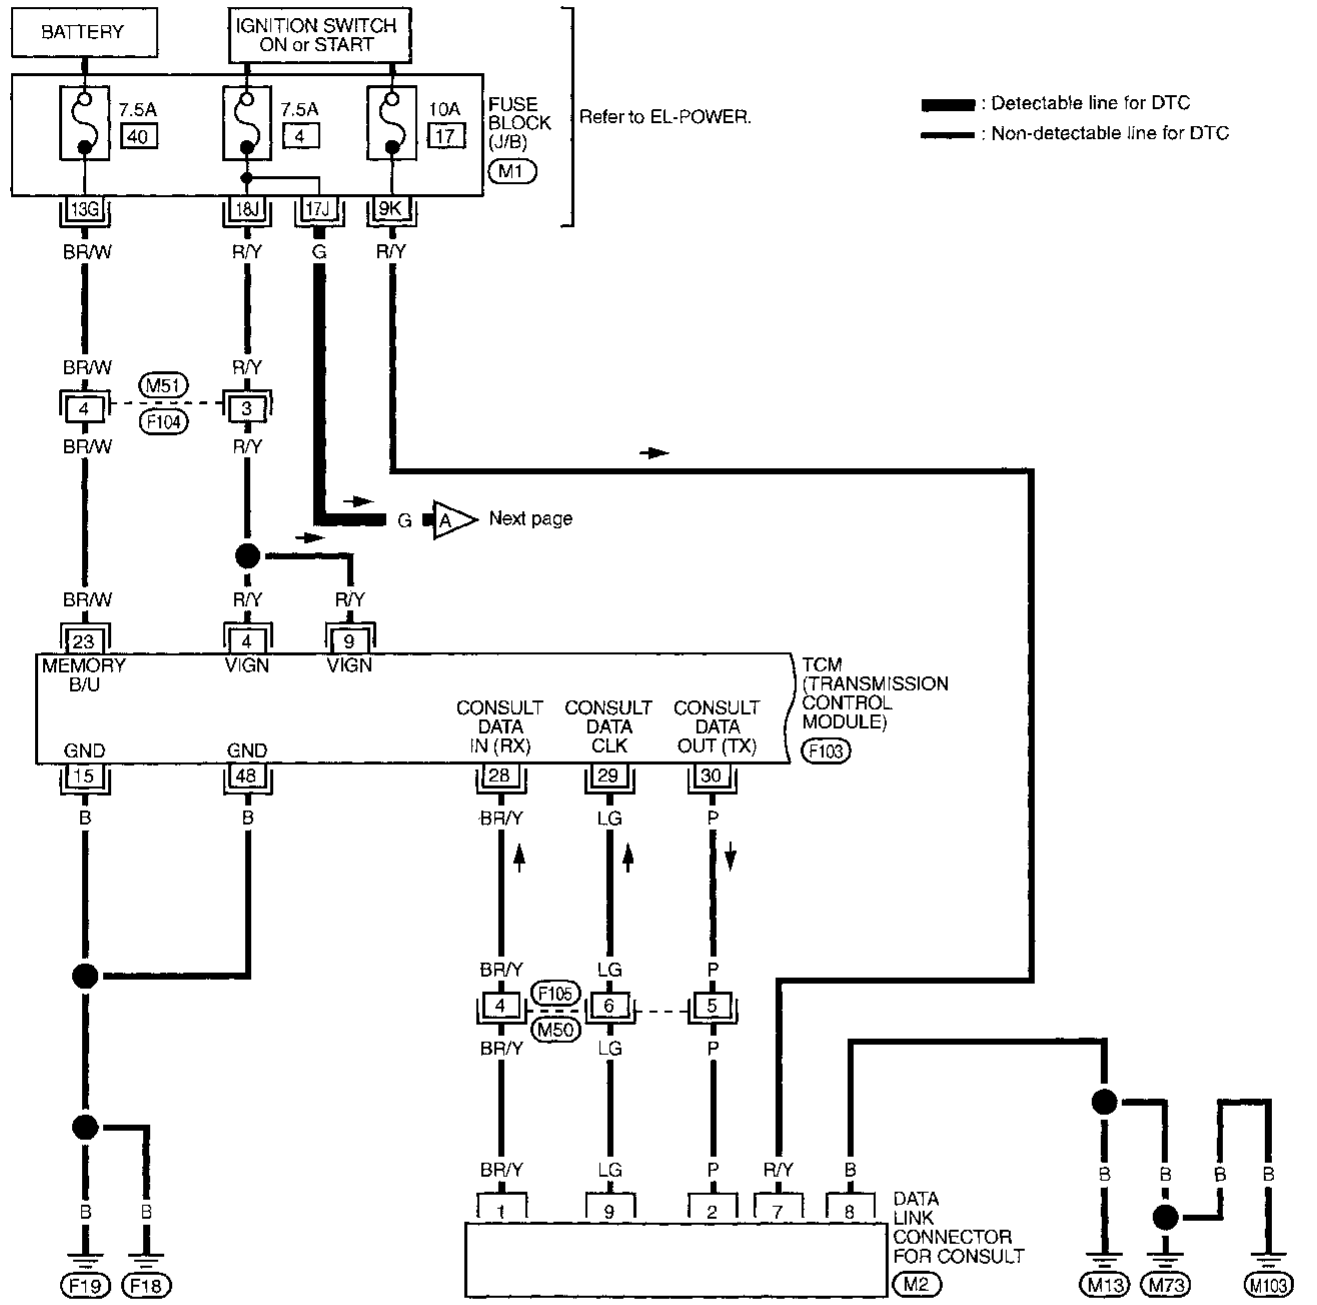 BATTERY
IGNITION SWITCH
ON or START
7.5A
40
7.5A
4
10A
17
FUSE
BLOCK
(J/B)
M1
Refer to EL-POWER.
: Detectable line for DTC
: Non-detectable line for DTC
13G
18J
17J
9K
BR/W
R/Y
G
R/Y
BR/W
R/Y
4
M51
F104
3
BR/W
R/Y
G
A
Next page
BR/W
R/Y
R/Y
23
4
9
MEMORY
B/U
VIGN
VIGN
TCM
(TRANSMISSION
CONTROL
MODULE)
F103
CONSULT
DATA
IN (RX)
CONSULT
DATA
CLK
CONSULT
DATA
OUT (TX)
GND
GND
15
48
28
29
30
B
B
BR/Y
LG
P
BR/Y
LG
P
4
F105
M50
6
5
BR/Y
LG
P
BR/Y
LG
P
R/Y
B
B
B
B
B
B
B
1
9
2
7
8
DATA
LINK
CONNECTOR
FOR CONSULT
M2
F19
F18
M13
M73
M103